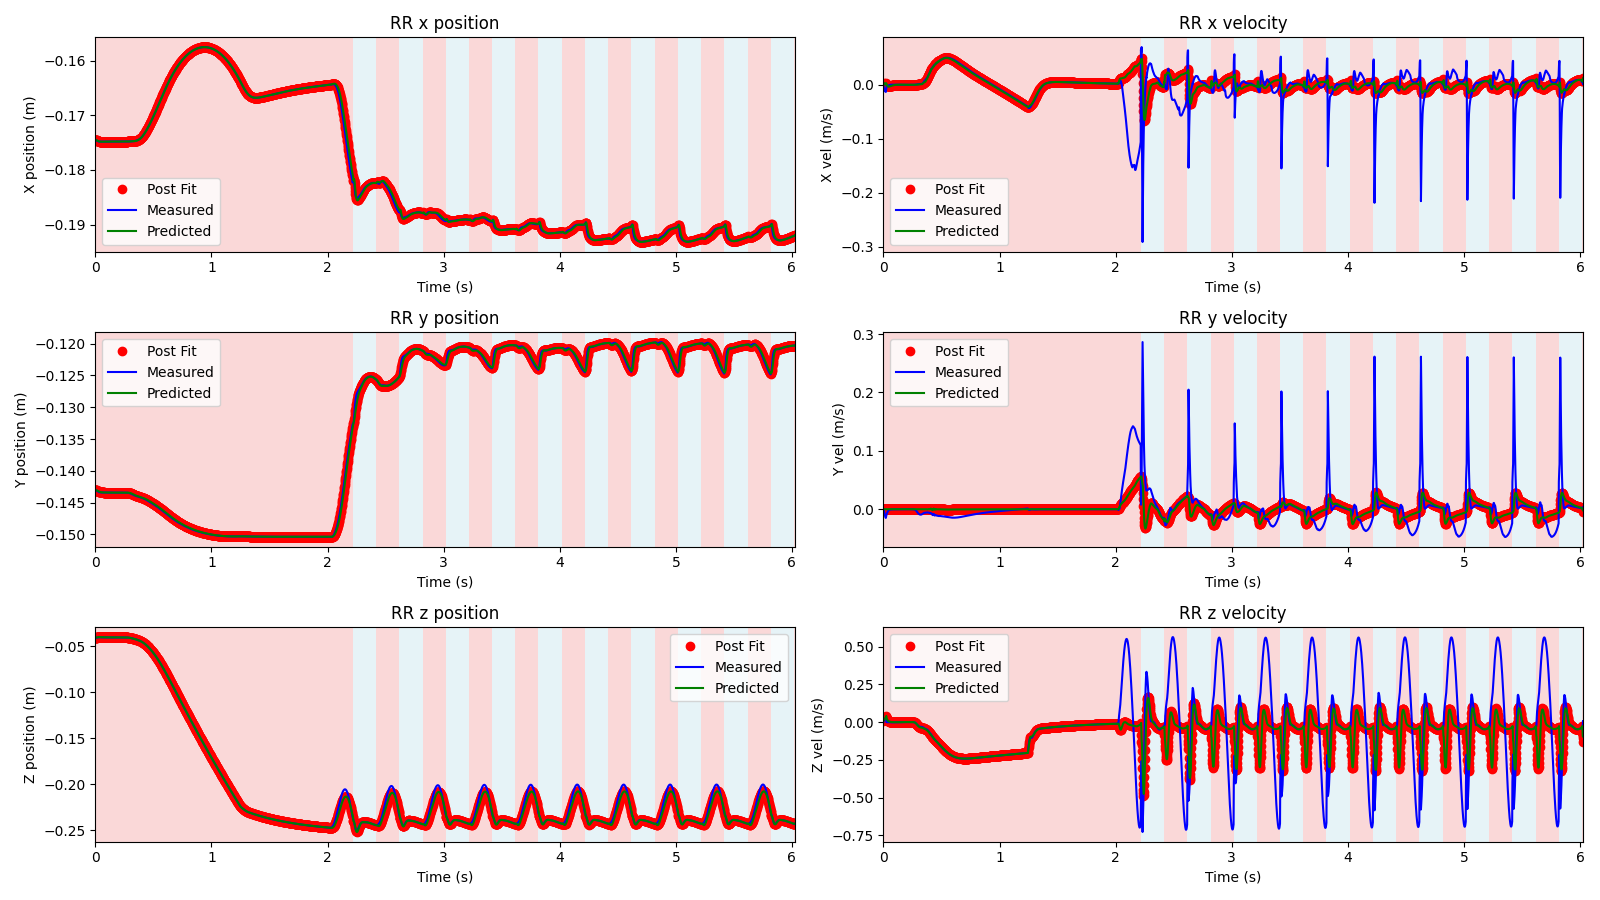 RR x position
X position (m)
−0.16
−0.17
−0.18
−0.19
Post Fit
Measured
Predicted
0 1 2 3 4 5 6
Time (s)
RR x velocity
X vel (m/s)
0.0
−0.1
−0.2
−0.3
Post Fit
Measured
Predicted
0 1 2 3 4 5 6
Time (s)
RR y position
Y position (m)
−0.120
−0.125
−0.130
−0.135
−0.140
−0.145
−0.150
Post Fit
Measured
Predicted
0 1 2 3 4 5 6
Time (s)
RR y velocity
Y vel (m/s)
0.3
0.2
0.1
0.0
Post Fit
Measured
Predicted
0 1 2 3 4 5 6
Time (s)
RR z position
Z position (m)
−0.05
−0.10
−0.15
−0.20
−0.25
Post Fit
Measured
Predicted
0 1 2 3 4 5 6
Time (s)
RR z velocity
Z vel (m/s)
0.50
0.25
0.00
−0.25
−0.50
−0.75
Post Fit
Measured
Predicted
0 1 2 3 4 5 6
Time (s)